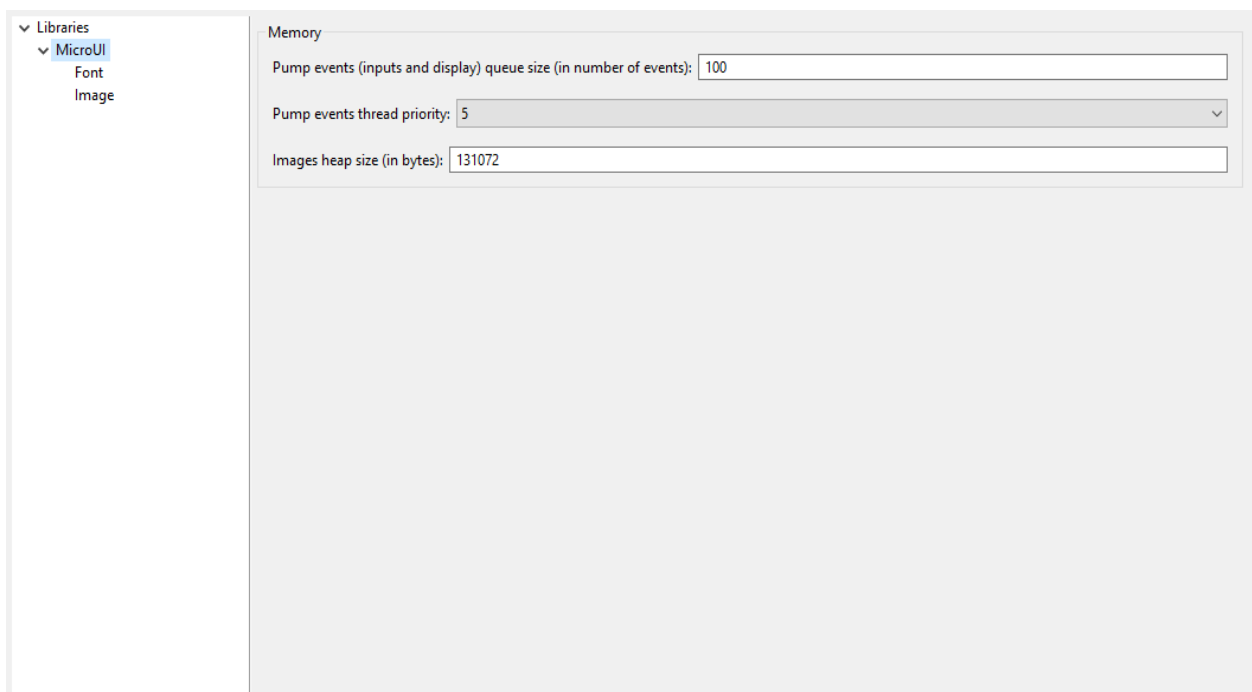 Libraries
MicroUI
Font
Image
Memory
Pump events (inputs and display) queue size (in number of events): 100
Pump events thread priority: 5
Images heap size (in bytes): 131072